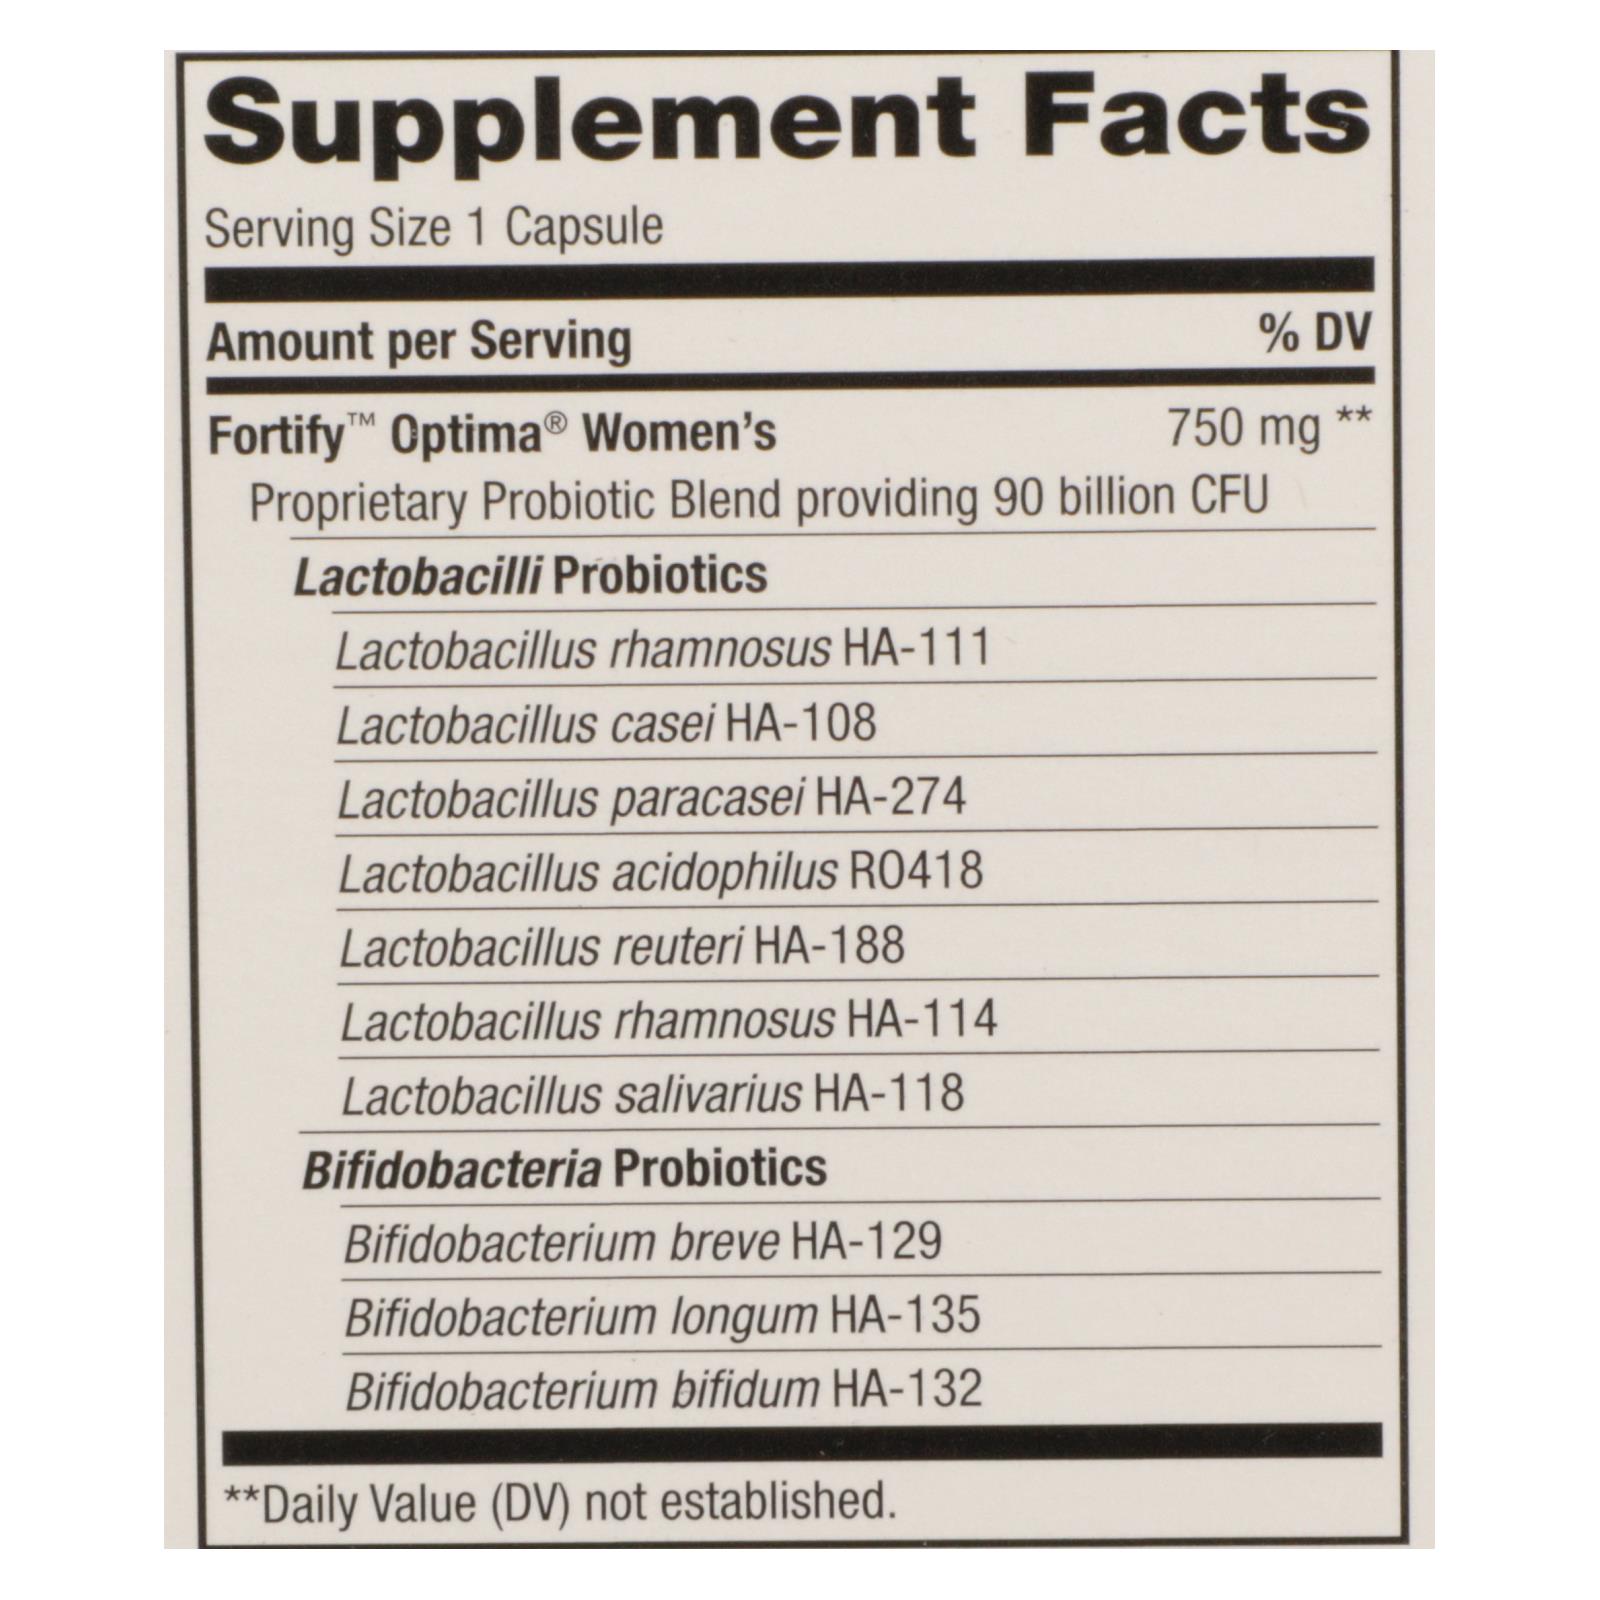 Supplement Facts
Serving Size 1 Capsule
Amount per Serving % DV
Fortify™ Optima® Women's 750 mg **
Proprietary Probiotic Blend providing 90 billion CFU
Lactobacilli Probiotics
Lactobacillus rhamnosus HA-111
Lactobacillus casei HA-108
Lactobacillus paracasei HA-274
Lactobacillus acidophilus RO418
Lactobacillus reuteri HA-188
Lactobacillus rhamnosus HA-114
Lactobacillus salivarius HA-118
Bifidobacteria Probiotics
Bifidobacterium breve HA-129
Bifidobacterium longum HA-135
Bifidobacterium bifidum HA-132
**Daily Value (DV) not established.